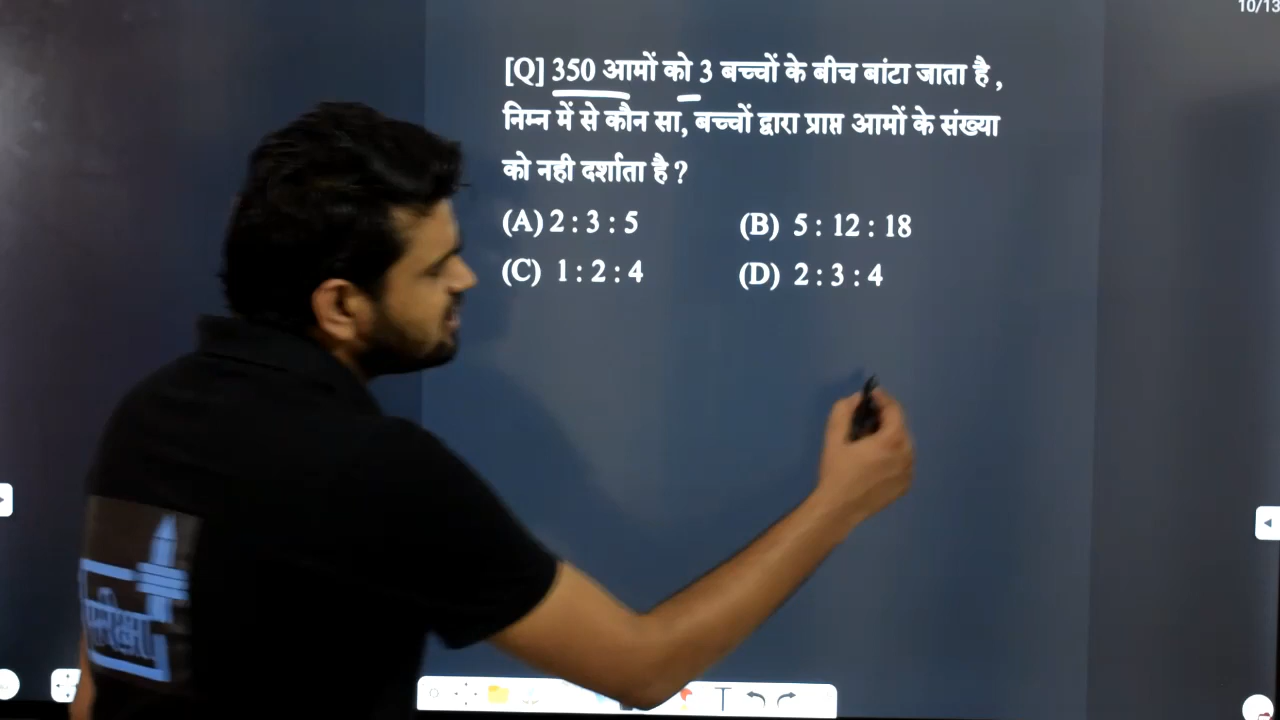 10/13
[Q] 350 आमों को 3 बच्चों के बीच बांटा जाता है ,
निम्न में से कौन सा, बच्चों द्वारा प्राप्त आमों के संख्या
को नही दर्शाता है ?
(A) 2 : 3 : 5 (B) 5 : 12 : 18
(C) 1 : 2 : 4 (D) 2 : 3 : 4
T